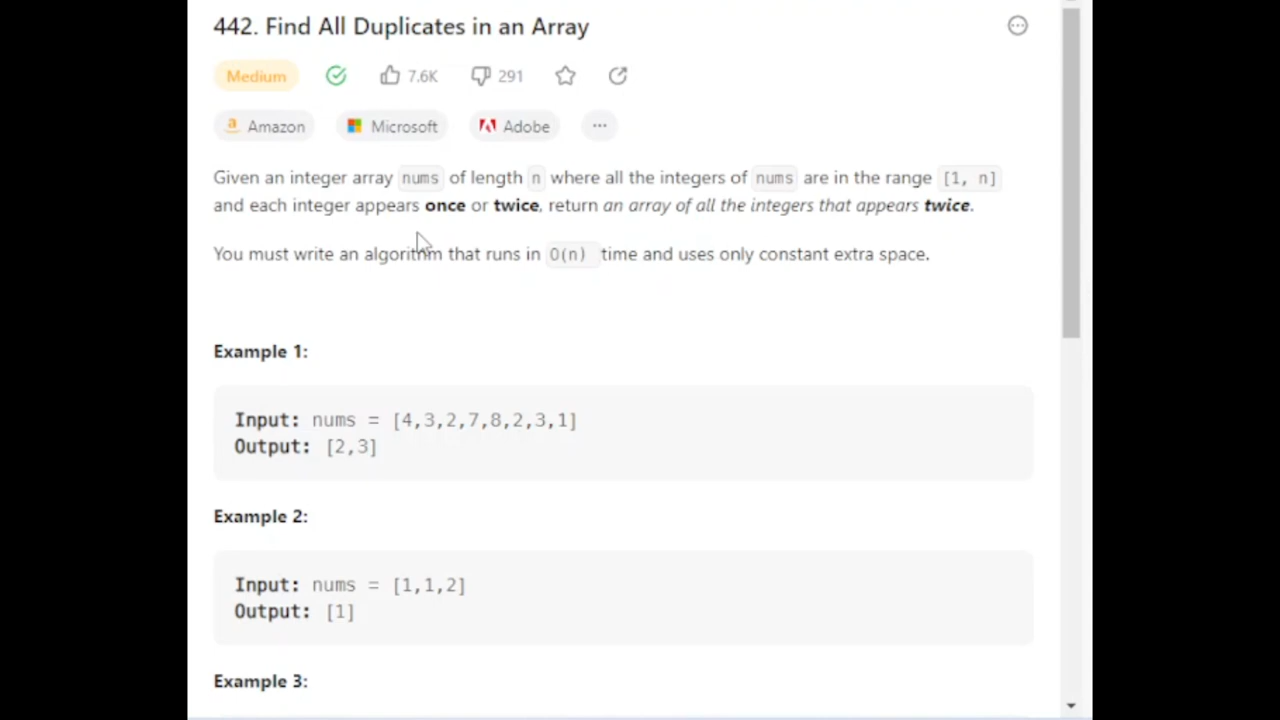 442. Find All Duplicates in an Array
Medium 7.6K 291
Amazon Microsoft Adobe ...
Given an integer array nums of length n where all the integers of nums are in the range [1, n]
and each integer appears once or twice, return an array of all the integers that appears twice.
You must write an algorithm that runs in O(n) time and uses only constant extra space.
Example 1:
Input: nums = [4,3,2,7,8,2,3,1]
Output: [2,3]
Example 2:
Input: nums = [1,1,2]
Output: [1]
Example 3: